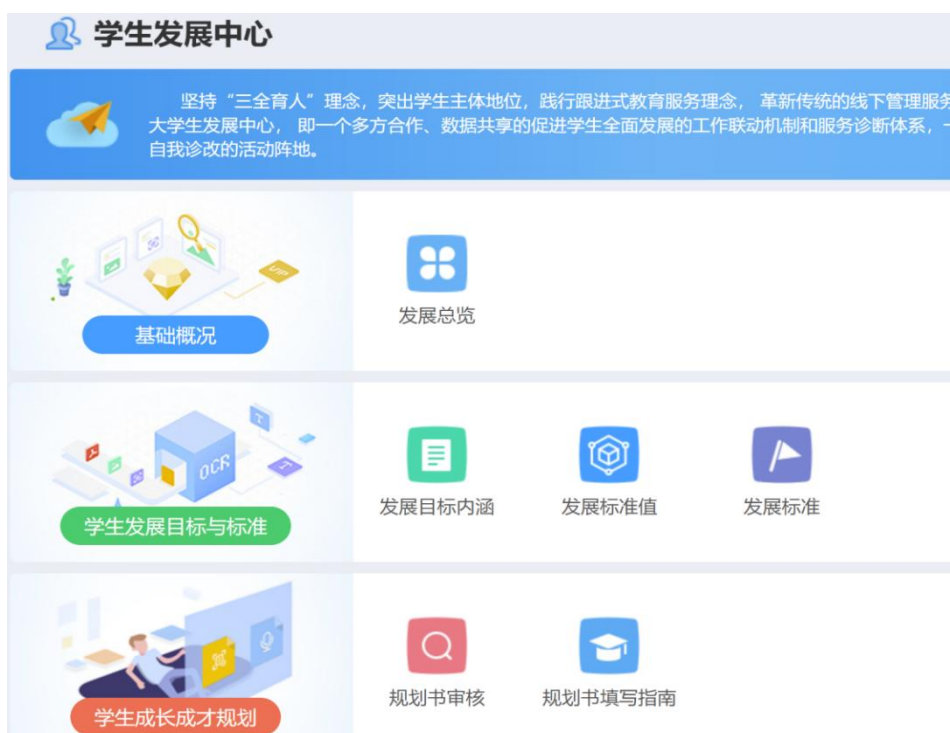 学生发展中心
坚持“三全育人”理念，突出学生主体地位，践行跟进式教育服务理念， 革新传统的线下管理服务
大学生发展中心， 即一个多方合作、数据共享的促进学生全面发展的工作联动机制和服务诊断体系，一
自我诊改的活动阵地。
VIP
基础概况
发展总览
T
OCR
T
学生发展目标与标准
发展目标内涵
发展标准值
发展标准
学生成长成才规划
规划书审核
规划书填写指南